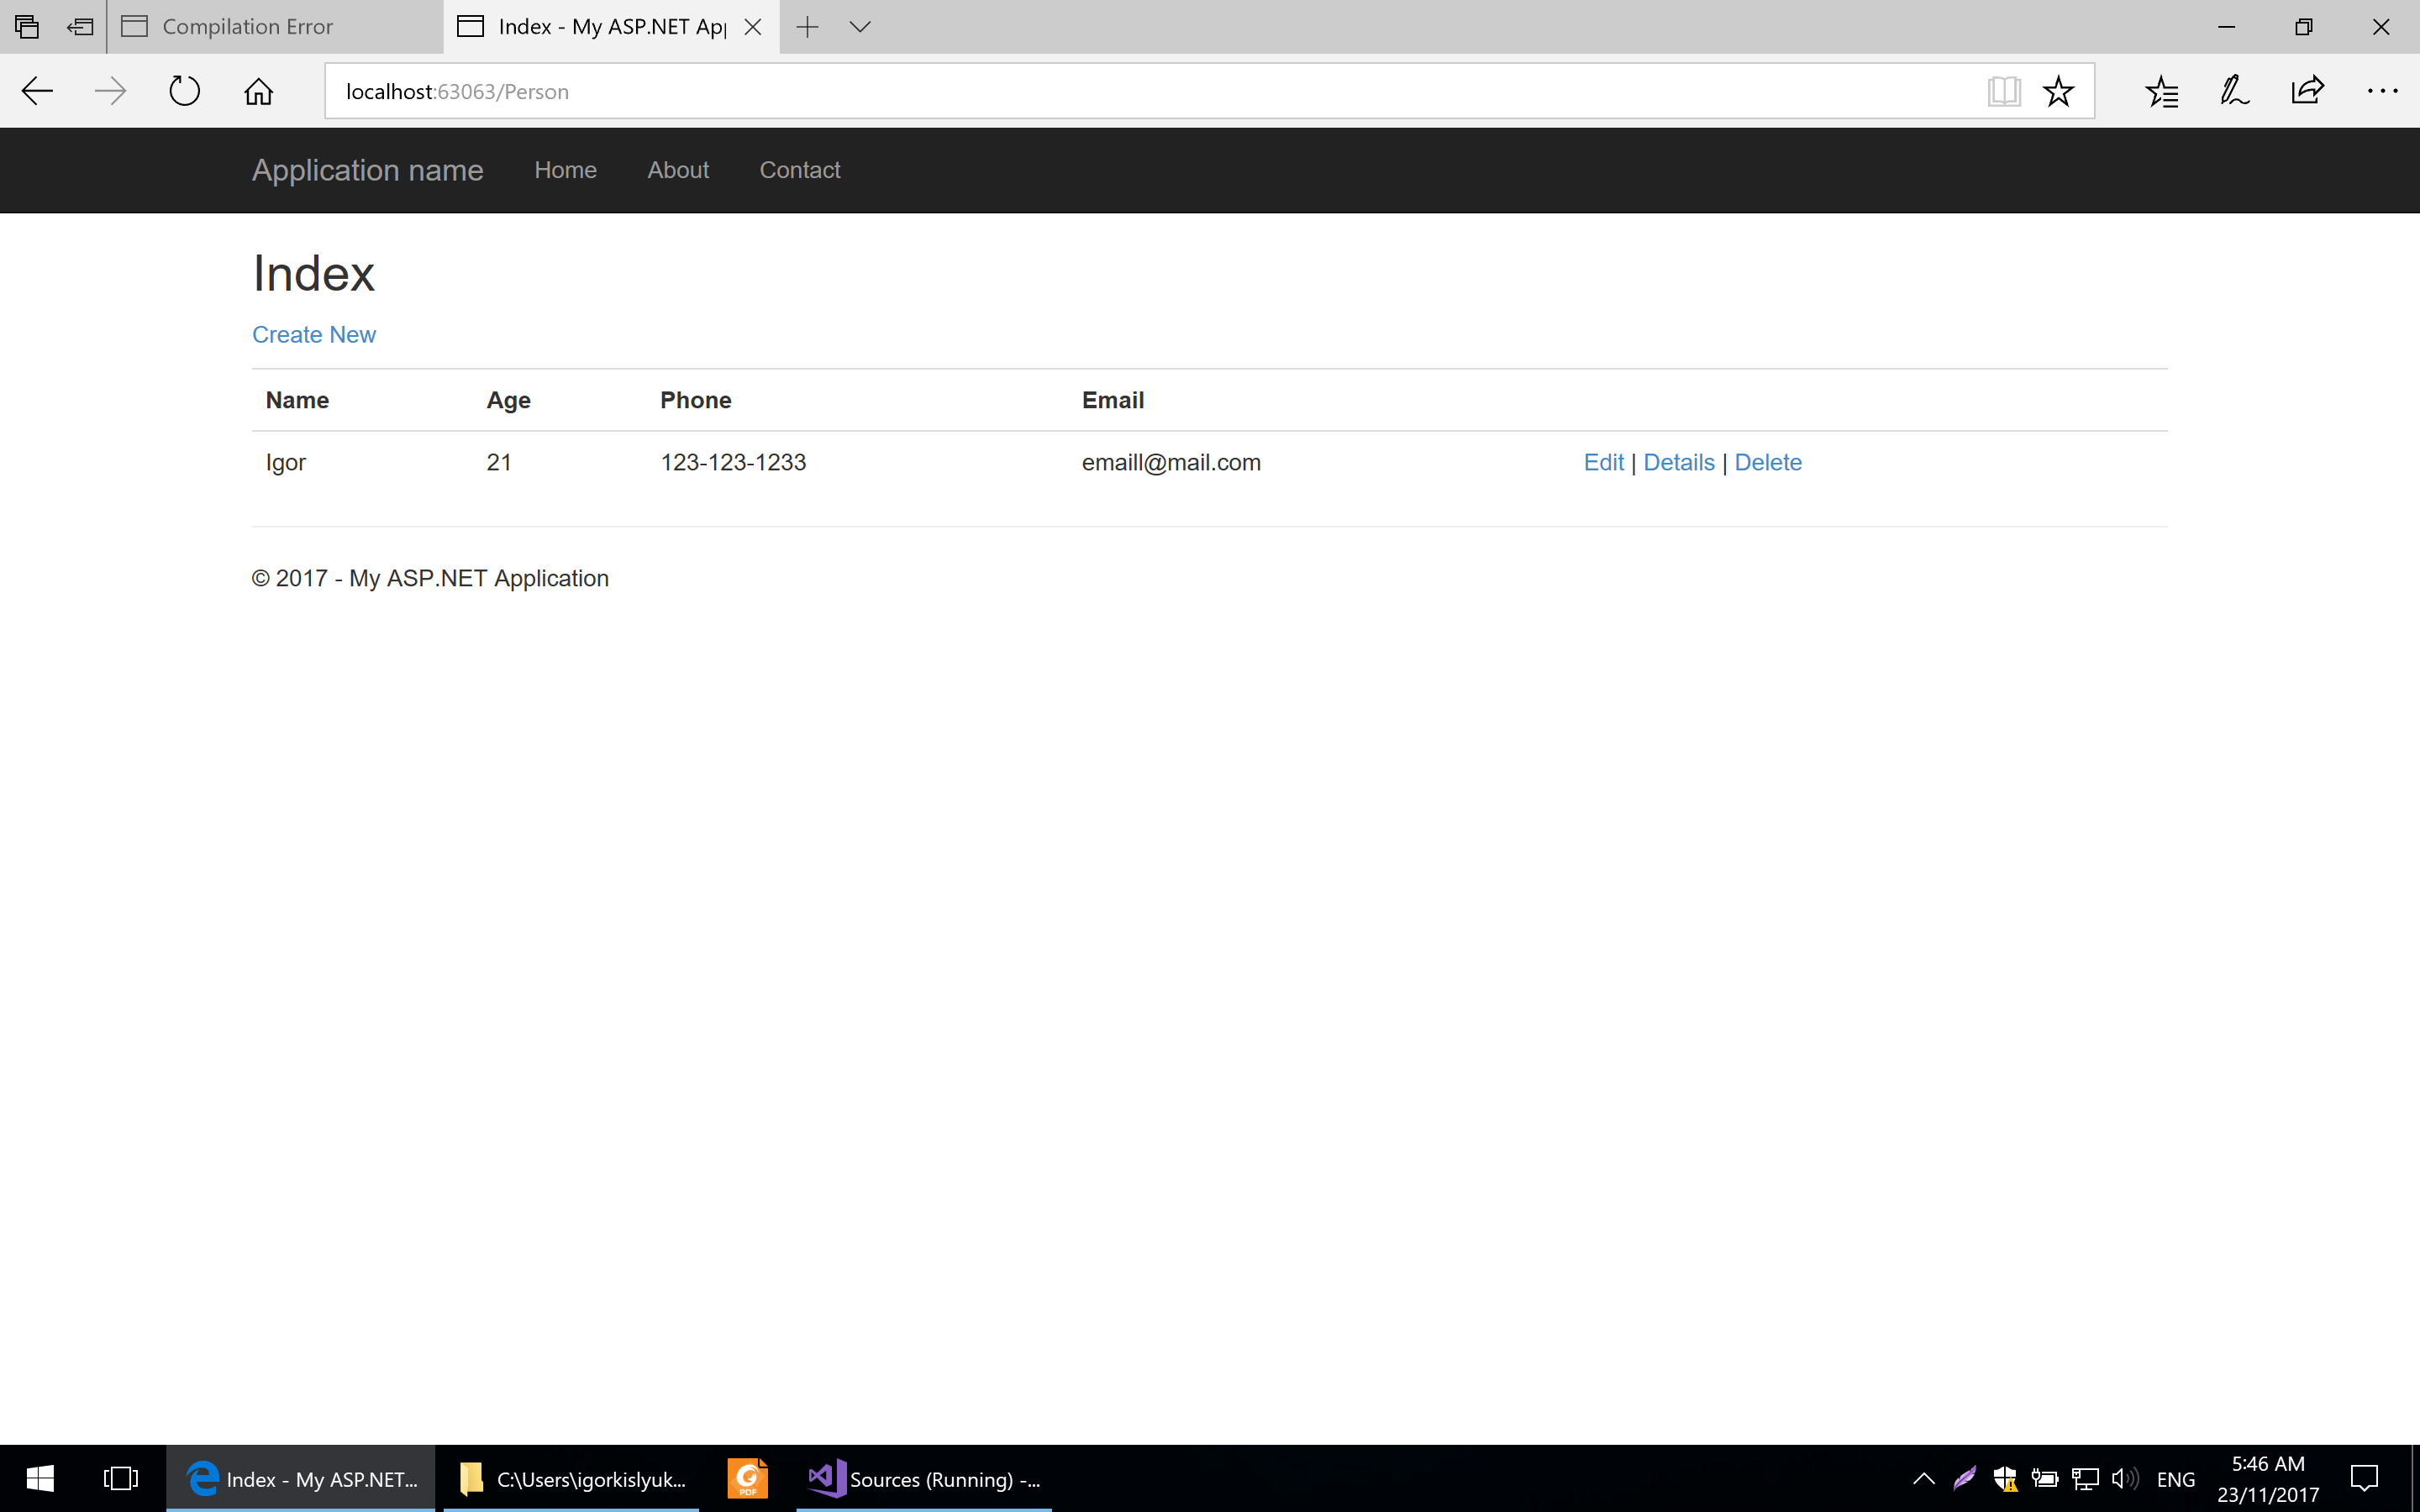 Compilation Error
Index - My ASP.NET Ap
localhost:63063/Person
Application name Home About Contact
Index
Create New
Name Age Phone Email
Igor 21 123-123-1233 emaill@mail.com Edit | Details | Delete
© 2017 - My ASP.NET Application
Index - My ASP.NET...
C:\Users\igorkislyuk...
PDF
Sources (Running) -...
ENG
5:46 AM
23/11/2017